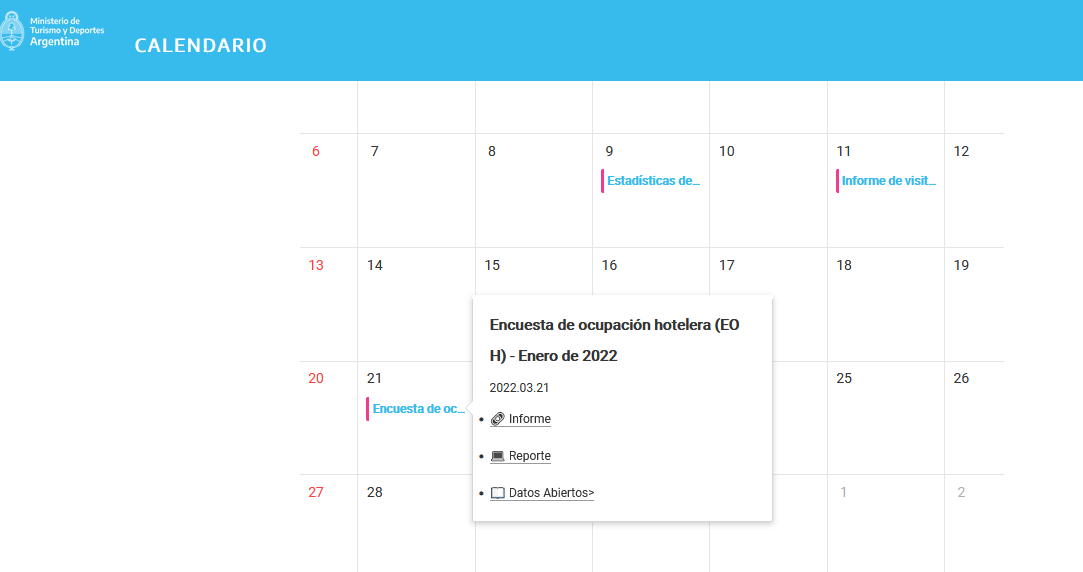 Ministerio de
Turismo y Deportes
Argentina
CALENDARIO
6 7 8 9 10 11 12
Estadísticas de... Informe de visit...
13 14 15 16 17 18 19
Encuesta de ocupación hotelera (EO
H) - Enero de 2022
2022.03.21
Informe
Reporte
Datos Abiertos>
20 21 25 26
Encuesta de oc...
27 28 1 2